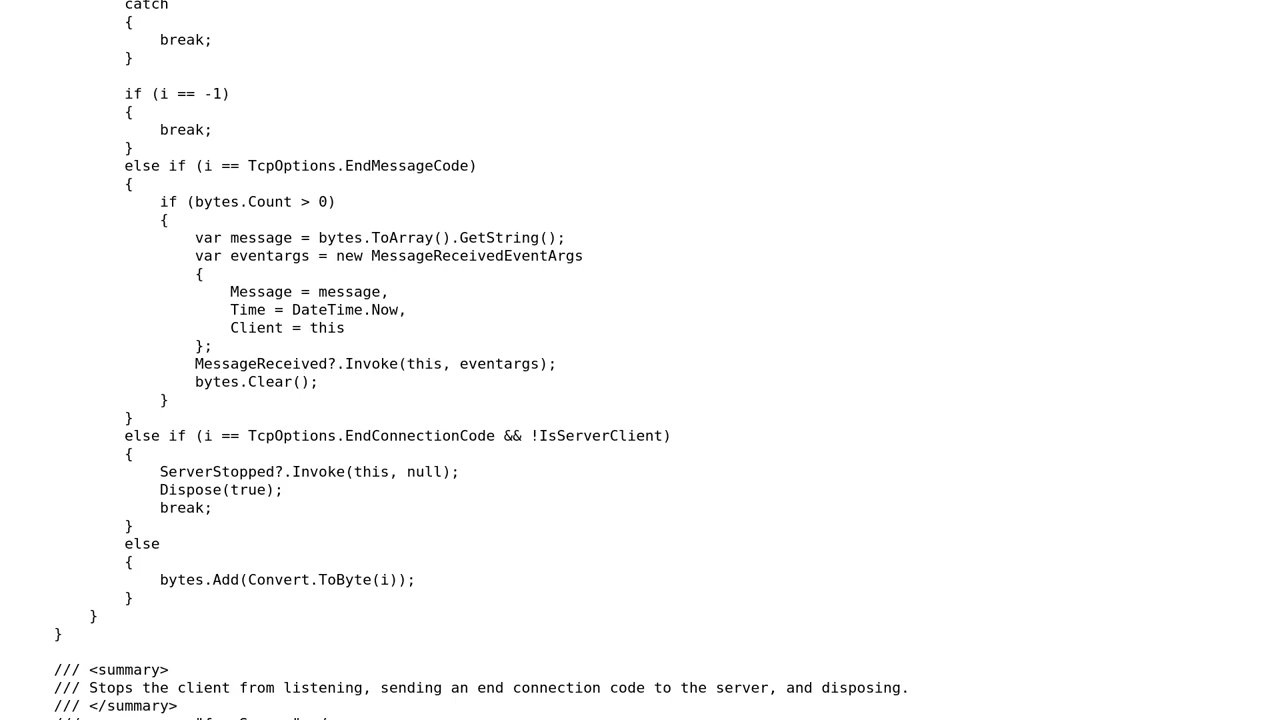 catch
{
break;
}
if (i == -1)
{
break;
}
else if (i == TcpOptions.EndMessageCode)
{
if (bytes.Count > 0)
{
var message = bytes.ToArray().GetString();
var eventargs = new MessageReceivedEventArgs
{
Message = message,
Time = DateTime.Now,
Client = this
};
MessageReceived?.Invoke(this, eventargs);
bytes.Clear();
}
}
else if (i == TcpOptions.EndConnectionCode && !IsServerClient)
{
ServerStopped?.Invoke(this, null);
Dispose(true);
break;
}
else
{
bytes.Add(Convert.ToByte(i));
}
}
}
/// <summary>
/// Stops the client from listening, sending an end connection code to the server, and disposing.
/// </summary>